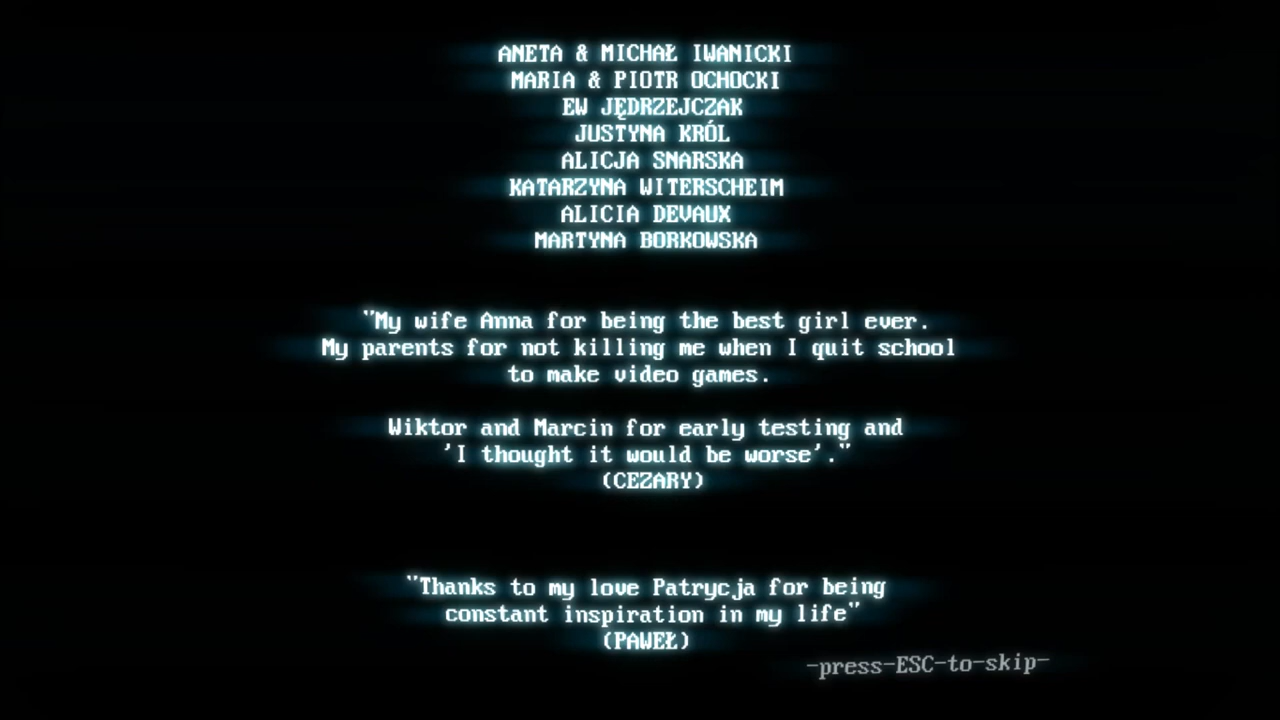 ANETA & MICHAŁ IWANICKI
MARIA & PIOTR OCHOCKI
EW JĘDRZEJCZAK
JUSTYNA KRÓL
ALICJA SNARSKA
KATARZYNA WITERSCHEIM
ALICIA DEVAUX
MARTYNA BORKOWSKA
"My wife Anna for being the best girl ever.
My parents for not killing me when I quit school
to make video games.
Wiktor and Marcin for early testing and
'I thought it would be worse'."
(CEZARY)
"Thanks to my love Patrycja for being
constant inspiration in my life"
(PAWEŁ)
-press-ESC-to-skip-